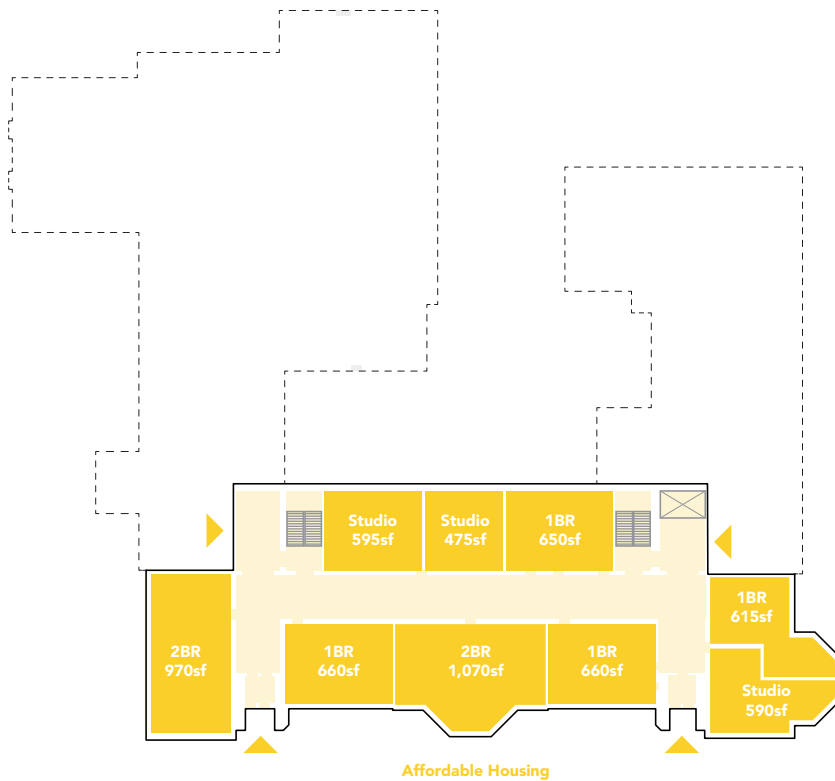 Studio
595sf
Studio
475sf
1BR
650sf
1BR
615sf
2BR
970sf
1BR
660sf
2BR
1,070sf
1BR
660sf
Studio
590sf
Affordable Housing